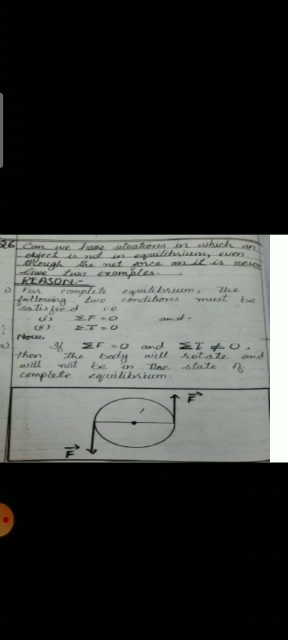 26 Can we have situations in which an
object is not in equilibrium, even
though the net force on it is zero
Give two examples.
REASON:-
1) For complete equilibrium, the
following two conditions must be
satisfied i.e
(i) ΣF = 0 and
(ii) Στ = 0
2) If ΣF = 0 and Στ ≠ 0,
then the body will rotate and
will not be in the state of
complete equilibrium.
F
F